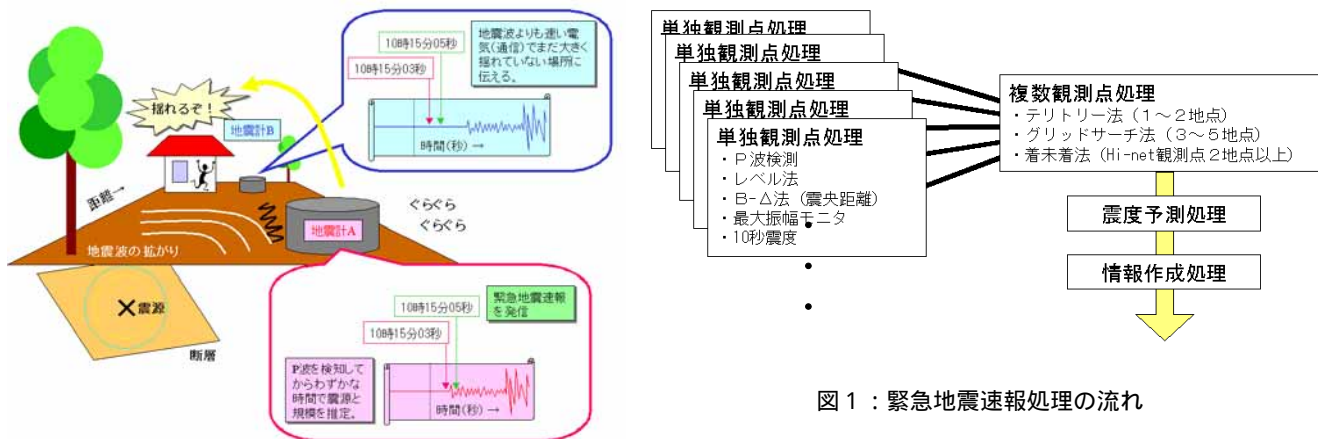 10時15分05秒
10時15分03秒
地震波よりも速い電
気(通信)でまだ大きく
揺れていない場所に
伝える。
時間(秒) →
揺れるぞ！
地震計B
距離→
ぐらぐら
ぐらぐら
地震計A
地震波の拡がり
×震源
断層
10時15分05秒
10時15分03秒
緊急地震速報
を発信
P波を検知して
からわずかな
時間で震源と
規模を推定。
時間(秒) →
単独観測点処理
単独観測点処理
単独観測点処理
単独観測点処理
単独観測点処理
・P波検測
・レベル法
・B-Δ法（震央距離）
・最大振幅モニタ
・10秒震度
複数観測点処理
・テリトリー法（1～2地点）
・グリッドサーチ法（3～5地点）
・着未着法（Hi-net観測点2地点以上）
震度予測処理
情報作成処理
図1：緊急地震速報処理の流れ